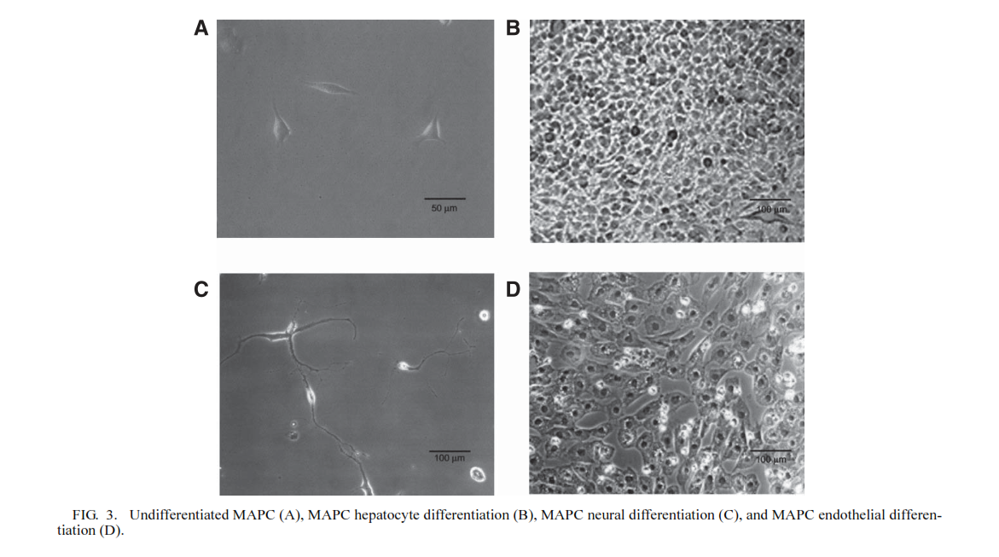 A
B
50 μm
100 μm
C
D
100 μm
100 μm
FIG. 3. Undifferentiated MAPC (A), MAPC hepatocyte differentiation (B), MAPC neural differentiation (C), and MAPC endothelial differen-
tiation (D).